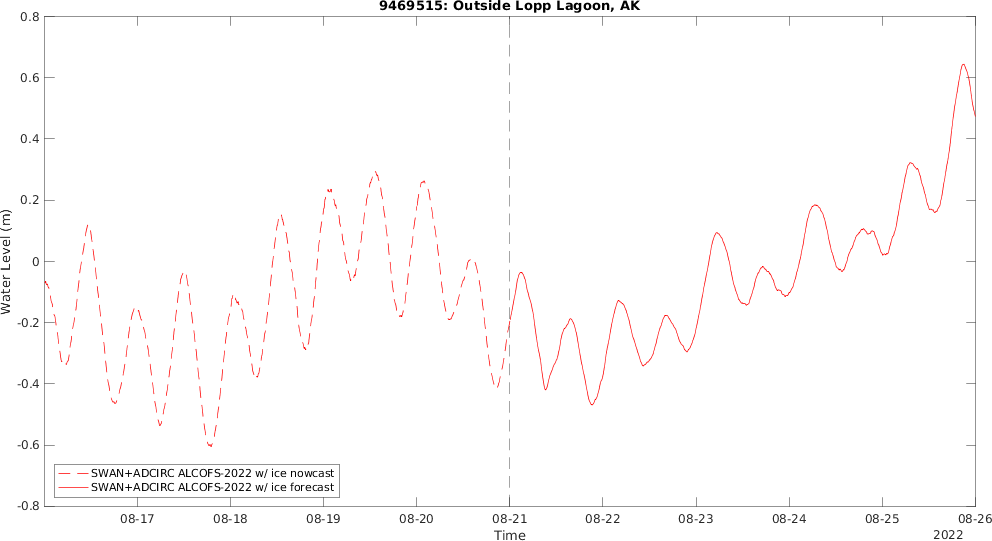 9469515: Outside Lopp Lagoon, AK
0.8
0.6
0.4
0.2
0
-0.2
-0.4
-0.6
-0.8
Water Level (m)
SWAN+ADCIRC ALCOFS-2022 w/ ice nowcast
SWAN+ADCIRC ALCOFS-2022 w/ ice forecast
08-17 08-18 08-19 08-20 08-21 08-22 08-23 08-24 08-25 08-26
Time
2022